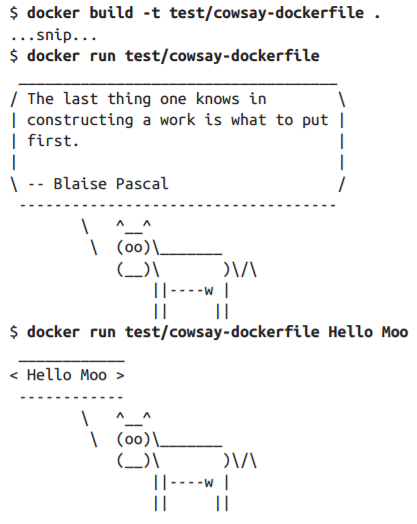 $ docker build -t test/cowsay-dockerfile .
...snip...
$ docker run test/cowsay-dockerfile
 ____________________________________
/ The last thing one knows in        \
| constructing a work is what to put |
| first.                             |
|                                    |
\ -- Blaise Pascal                   /
 ------------------------------------
        \   ^__^
         \  (oo)\_______
            (__)\       )\/\
                ||----w |
                ||     ||
$ docker run test/cowsay-dockerfile Hello Moo
 ____________
< Hello Moo >
 ------------
        \   ^__^
         \  (oo)\_______
            (__)\       )\/\
                ||----w |
                ||     ||